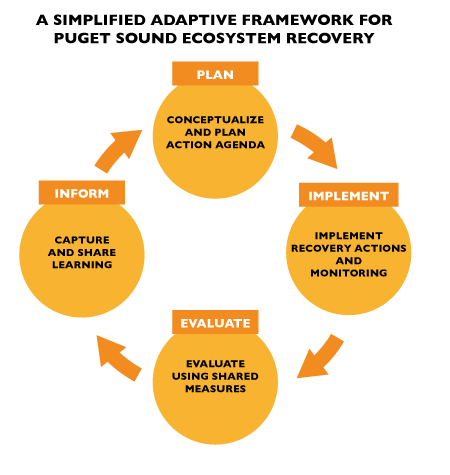 A SIMPLIFIED ADAPTIVE FRAMEWORK FOR
PUGET SOUND ECOSYSTEM RECOVERY
PLAN
CONCEPTUALIZE
AND PLAN
ACTION AGENDA
IMPLEMENT
IMPLEMENT
RECOVERY ACTIONS
AND
MONITORING
EVALUATE
EVALUATE
USING SHARED
MEASURES
INFORM
CAPTURE
AND SHARE
LEARNING